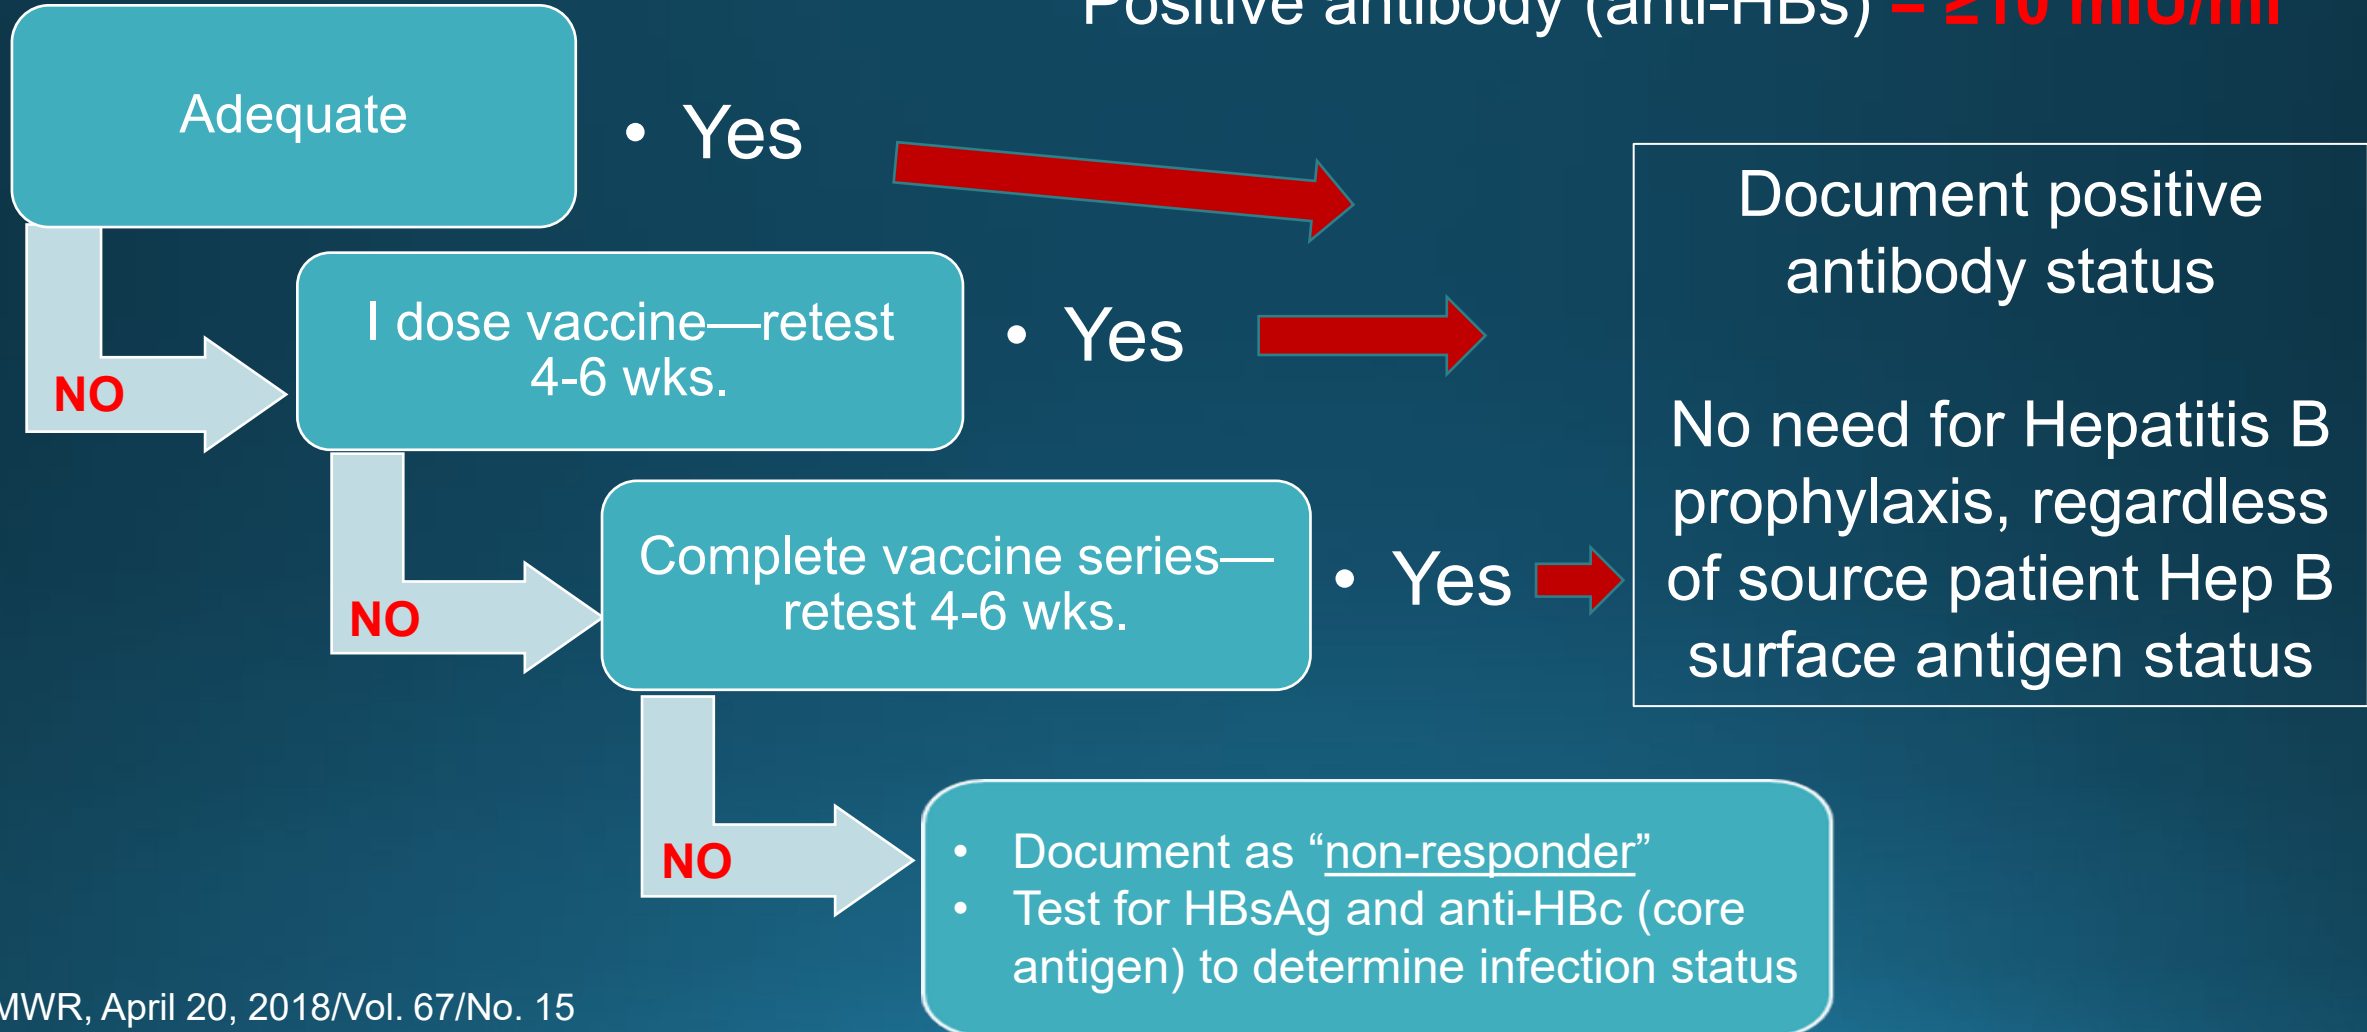 Positive antibody (anti-HBs) = ≥10 mIU/ml
Adequate
• Yes
NO
I dose vaccine—retest
4-6 wks.
• Yes
NO
Complete vaccine series—
retest 4-6 wks.
• Yes
Document positive
antibody status
No need for Hepatitis B
prophylaxis, regardless
of source patient Hep B
surface antigen status
NO
• Document as “non-responder”
• Test for HBsAg and anti-HBc (core
antigen) to determine infection status
MWR, April 20, 2018/Vol. 67/No. 15